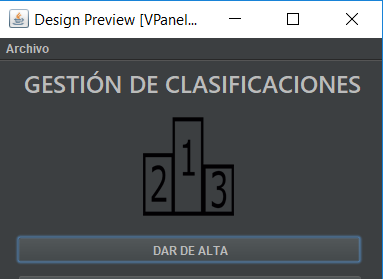 Design Preview [VPanel...
Archivo
GESTIÓN DE CLASIFICACIONES
1
2
3
DAR DE ALTA